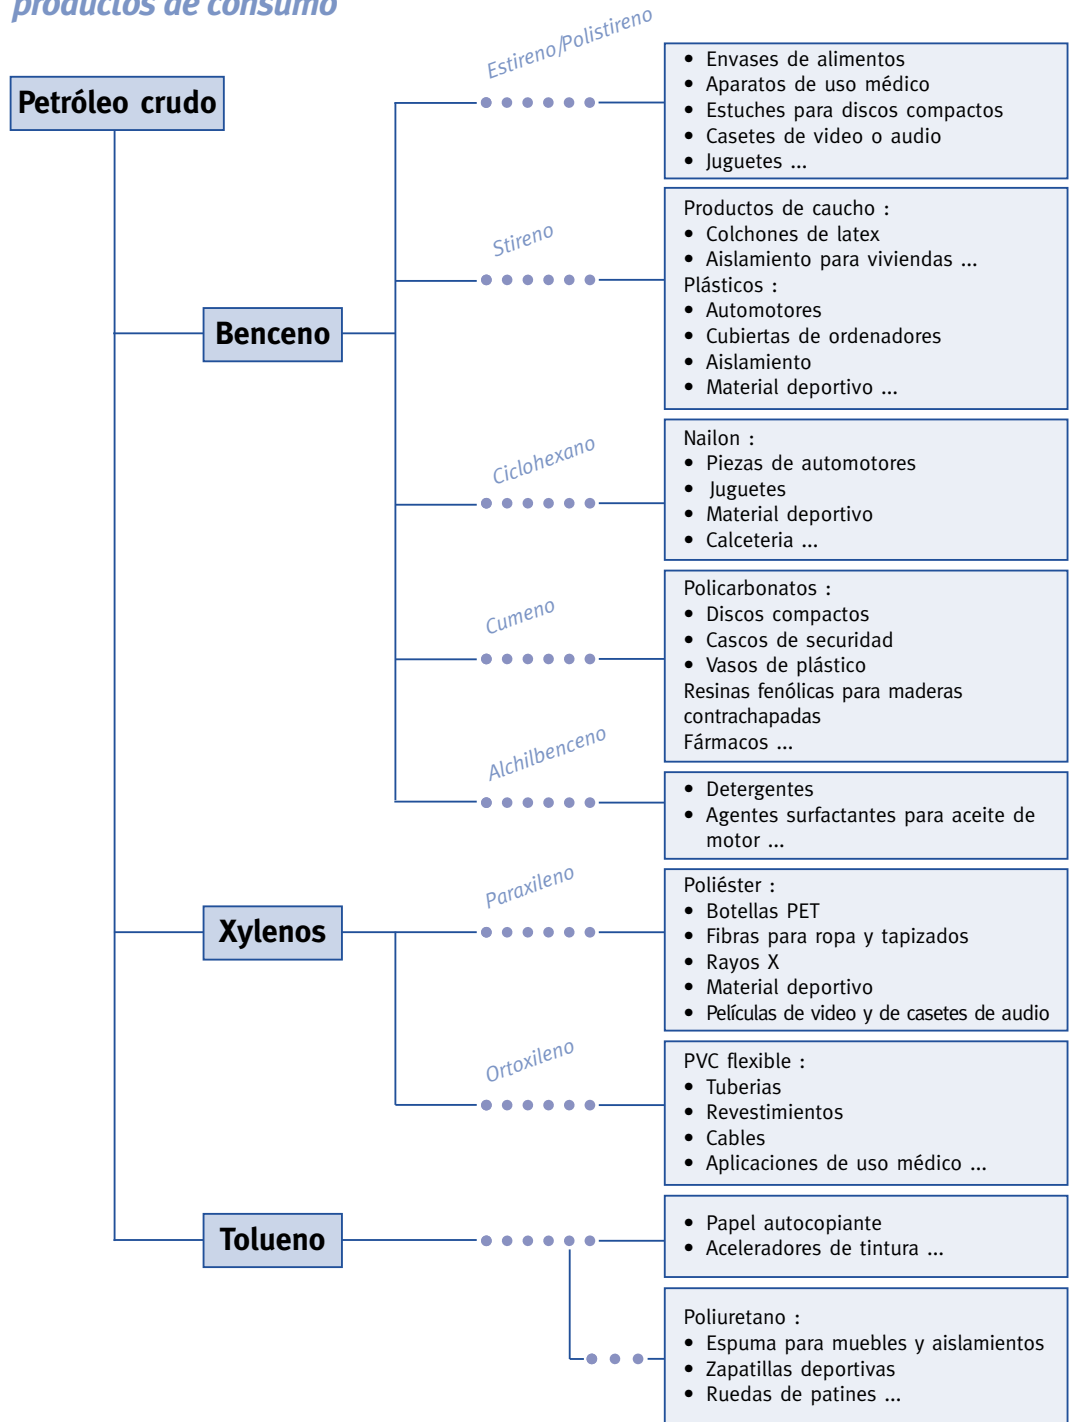 productos de consumo
Petróleo crudo
Estireno/Polistireno
• Envases de alimentos
• Aparatos de uso médico
• Estuches para discos compactos
• Casetes de video o audio
• Juguetes ...
Benceno
Stireno
Productos de caucho :
• Colchones de latex
• Aislamiento para viviendas ...
Plásticos :
• Automotores
• Cubiertas de ordenadores
• Aislamiento
• Material deportivo ...
Ciclohexano
Nailon :
• Piezas de automotores
• Juguetes
• Material deportivo
• Calceteria ...
Cumeno
Policarbonatos :
• Discos compactos
• Cascos de securidad
• Vasos de plástico
Resinas fenólicas para maderas
contrachapadas
Fármacos ...
Alchilbenceno
• Detergentes
• Agentes surfactantes para aceite de
motor ...
Xylenos
Paraxileno
Poliéster :
• Botellas PET
• Fibras para ropa y tapizados
• Rayos X
• Material deportivo
• Películas de video y de casetes de audio
Ortoxileno
PVC flexible :
• Tuberias
• Revestimientos
• Cables
• Aplicaciones de uso médico ...
Tolueno
• Papel autocopiante
• Aceleradores de tintura ...
Poliuretano :
• Espuma para muebles y aislamientos
• Zapatillas deportivas
• Ruedas de patines ...